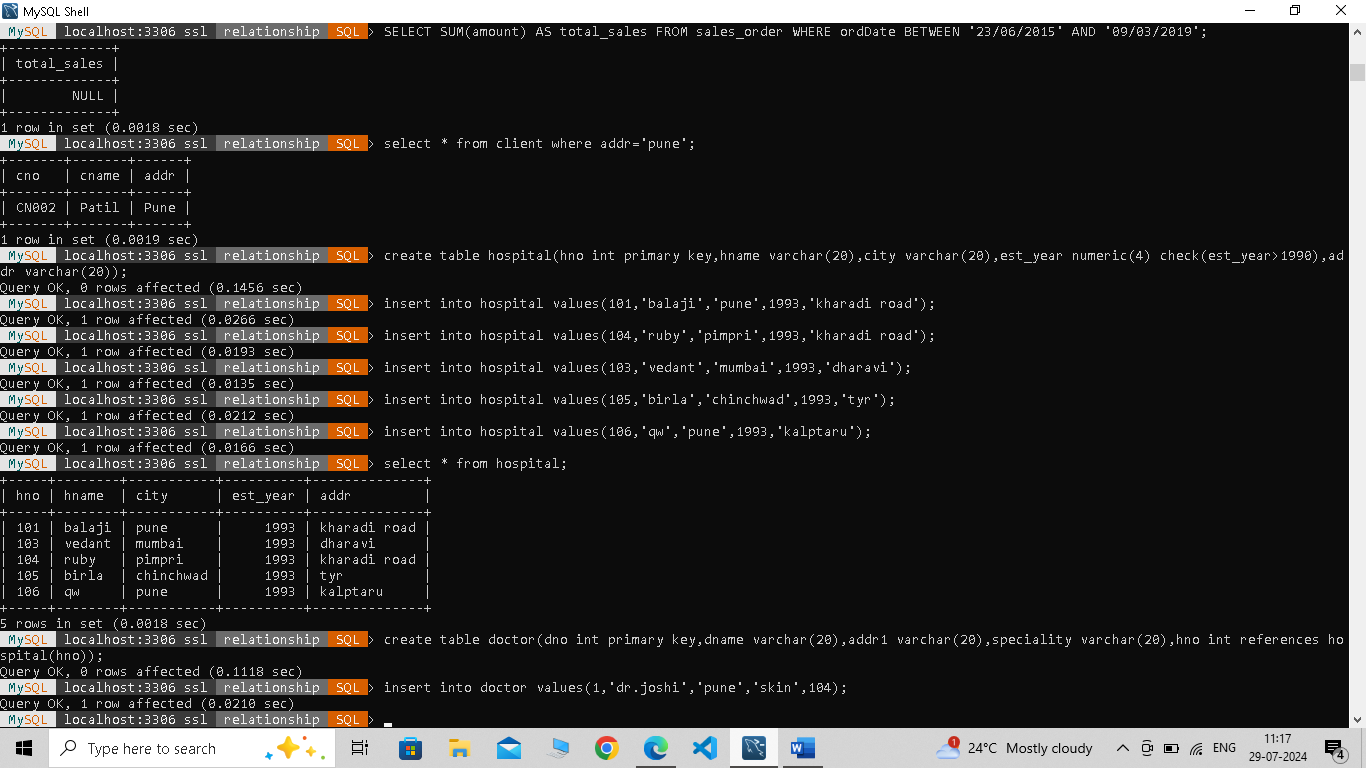 MySQL Shell
MySQL localhost:3306 ssl relationship SQL > SELECT SUM(amount) AS total_sales FROM sales_order WHERE ordDate BETWEEN '23/06/2015' AND '09/03/2019';
+-------------+
| total_sales |
+-------------+
|        NULL |
+-------------+
1 row in set (0.0018 sec)
MySQL localhost:3306 ssl relationship SQL > select * from client where addr='pune';
+-------+-------+------+
| cno   | cname | addr |
+-------+-------+------+
| CN002 | Patil | Pune |
+-------+-------+------+
1 row in set (0.0019 sec)
MySQL localhost:3306 ssl relationship SQL > create table hospital(hno int primary key,hname varchar(20),city varchar(20),est_year numeric(4) check(est_year>1990),ad
dr varchar(20));
Query OK, 0 rows affected (0.1456 sec)
MySQL localhost:3306 ssl relationship SQL > insert into hospital values(101,'balaji','pune',1993,'kharadi road');
Query OK, 1 row affected (0.0266 sec)
MySQL localhost:3306 ssl relationship SQL > insert into hospital values(104,'ruby','pimpri',1993,'kharadi road');
Query OK, 1 row affected (0.0193 sec)
MySQL localhost:3306 ssl relationship SQL > insert into hospital values(103,'vedant','mumbai',1993,'dharavi');
Query OK, 1 row affected (0.0135 sec)
MySQL localhost:3306 ssl relationship SQL > insert into hospital values(105,'birla','chinchwad',1993,'tyr');
Query OK, 1 row affected (0.0212 sec)
MySQL localhost:3306 ssl relationship SQL > insert into hospital values(106,'qw','pune',1993,'kalptaru');
Query OK, 1 row affected (0.0166 sec)
MySQL localhost:3306 ssl relationship SQL > select * from hospital;
+-----+---------+-----------+----------+--------------+
| hno | hname   | city      | est_year | addr         |
+-----+---------+-----------+----------+--------------+
| 101 | balaji  | pune      |     1993 | kharadi road |
| 103 | vedant  | mumbai    |     1993 | dharavi      |
| 104 | ruby    | pimpri    |     1993 | kharadi road |
| 105 | birla   | chinchwad |     1993 | tyr          |
| 106 | qw      | pune      |     1993 | kalptaru     |
+-----+---------+-----------+----------+--------------+
5 rows in set (0.0018 sec)
MySQL localhost:3306 ssl relationship SQL > create table doctor(dno int primary key,dname varchar(20),addr1 varchar(20),speciality varchar(20),hno int references ho
spital(hno));
Query OK, 0 rows affected (0.1118 sec)
MySQL localhost:3306 ssl relationship SQL > insert into doctor values(1,'dr.joshi','pune','skin',104);
Query OK, 1 row affected (0.0210 sec)
MySQL localhost:3306 ssl relationship SQL >
Type here to search
1
24°C Mostly cloudy
ENG
11:17
29-07-2024
4